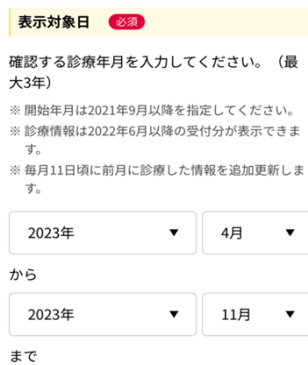 表示対象日 必須
確認する診療年月を入力してください。（最
大3年）
※ 開始年月は2021年9月以降を指定してください。
※ 診療情報は2022年6月以降の受付分が表示できま
す。
※ 毎月11日頃に前月に診療した情報を追加更新しま
す。
2023年 ▼ 4月 ▼
から
2023年 ▼ 11月 ▼
まで